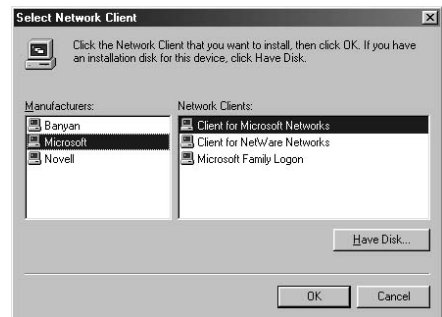 Select Network Client
Click the Network Client that you want to install, then click OK. If you have
an installation disk for this device, click Have Disk.
Manufacturers:
Banyan
Microsoft
Novell
Network Clients:
Client for Microsoft Networks
Client for NetWare Networks
Microsoft Family Logon
Have Disk...
OK
Cancel